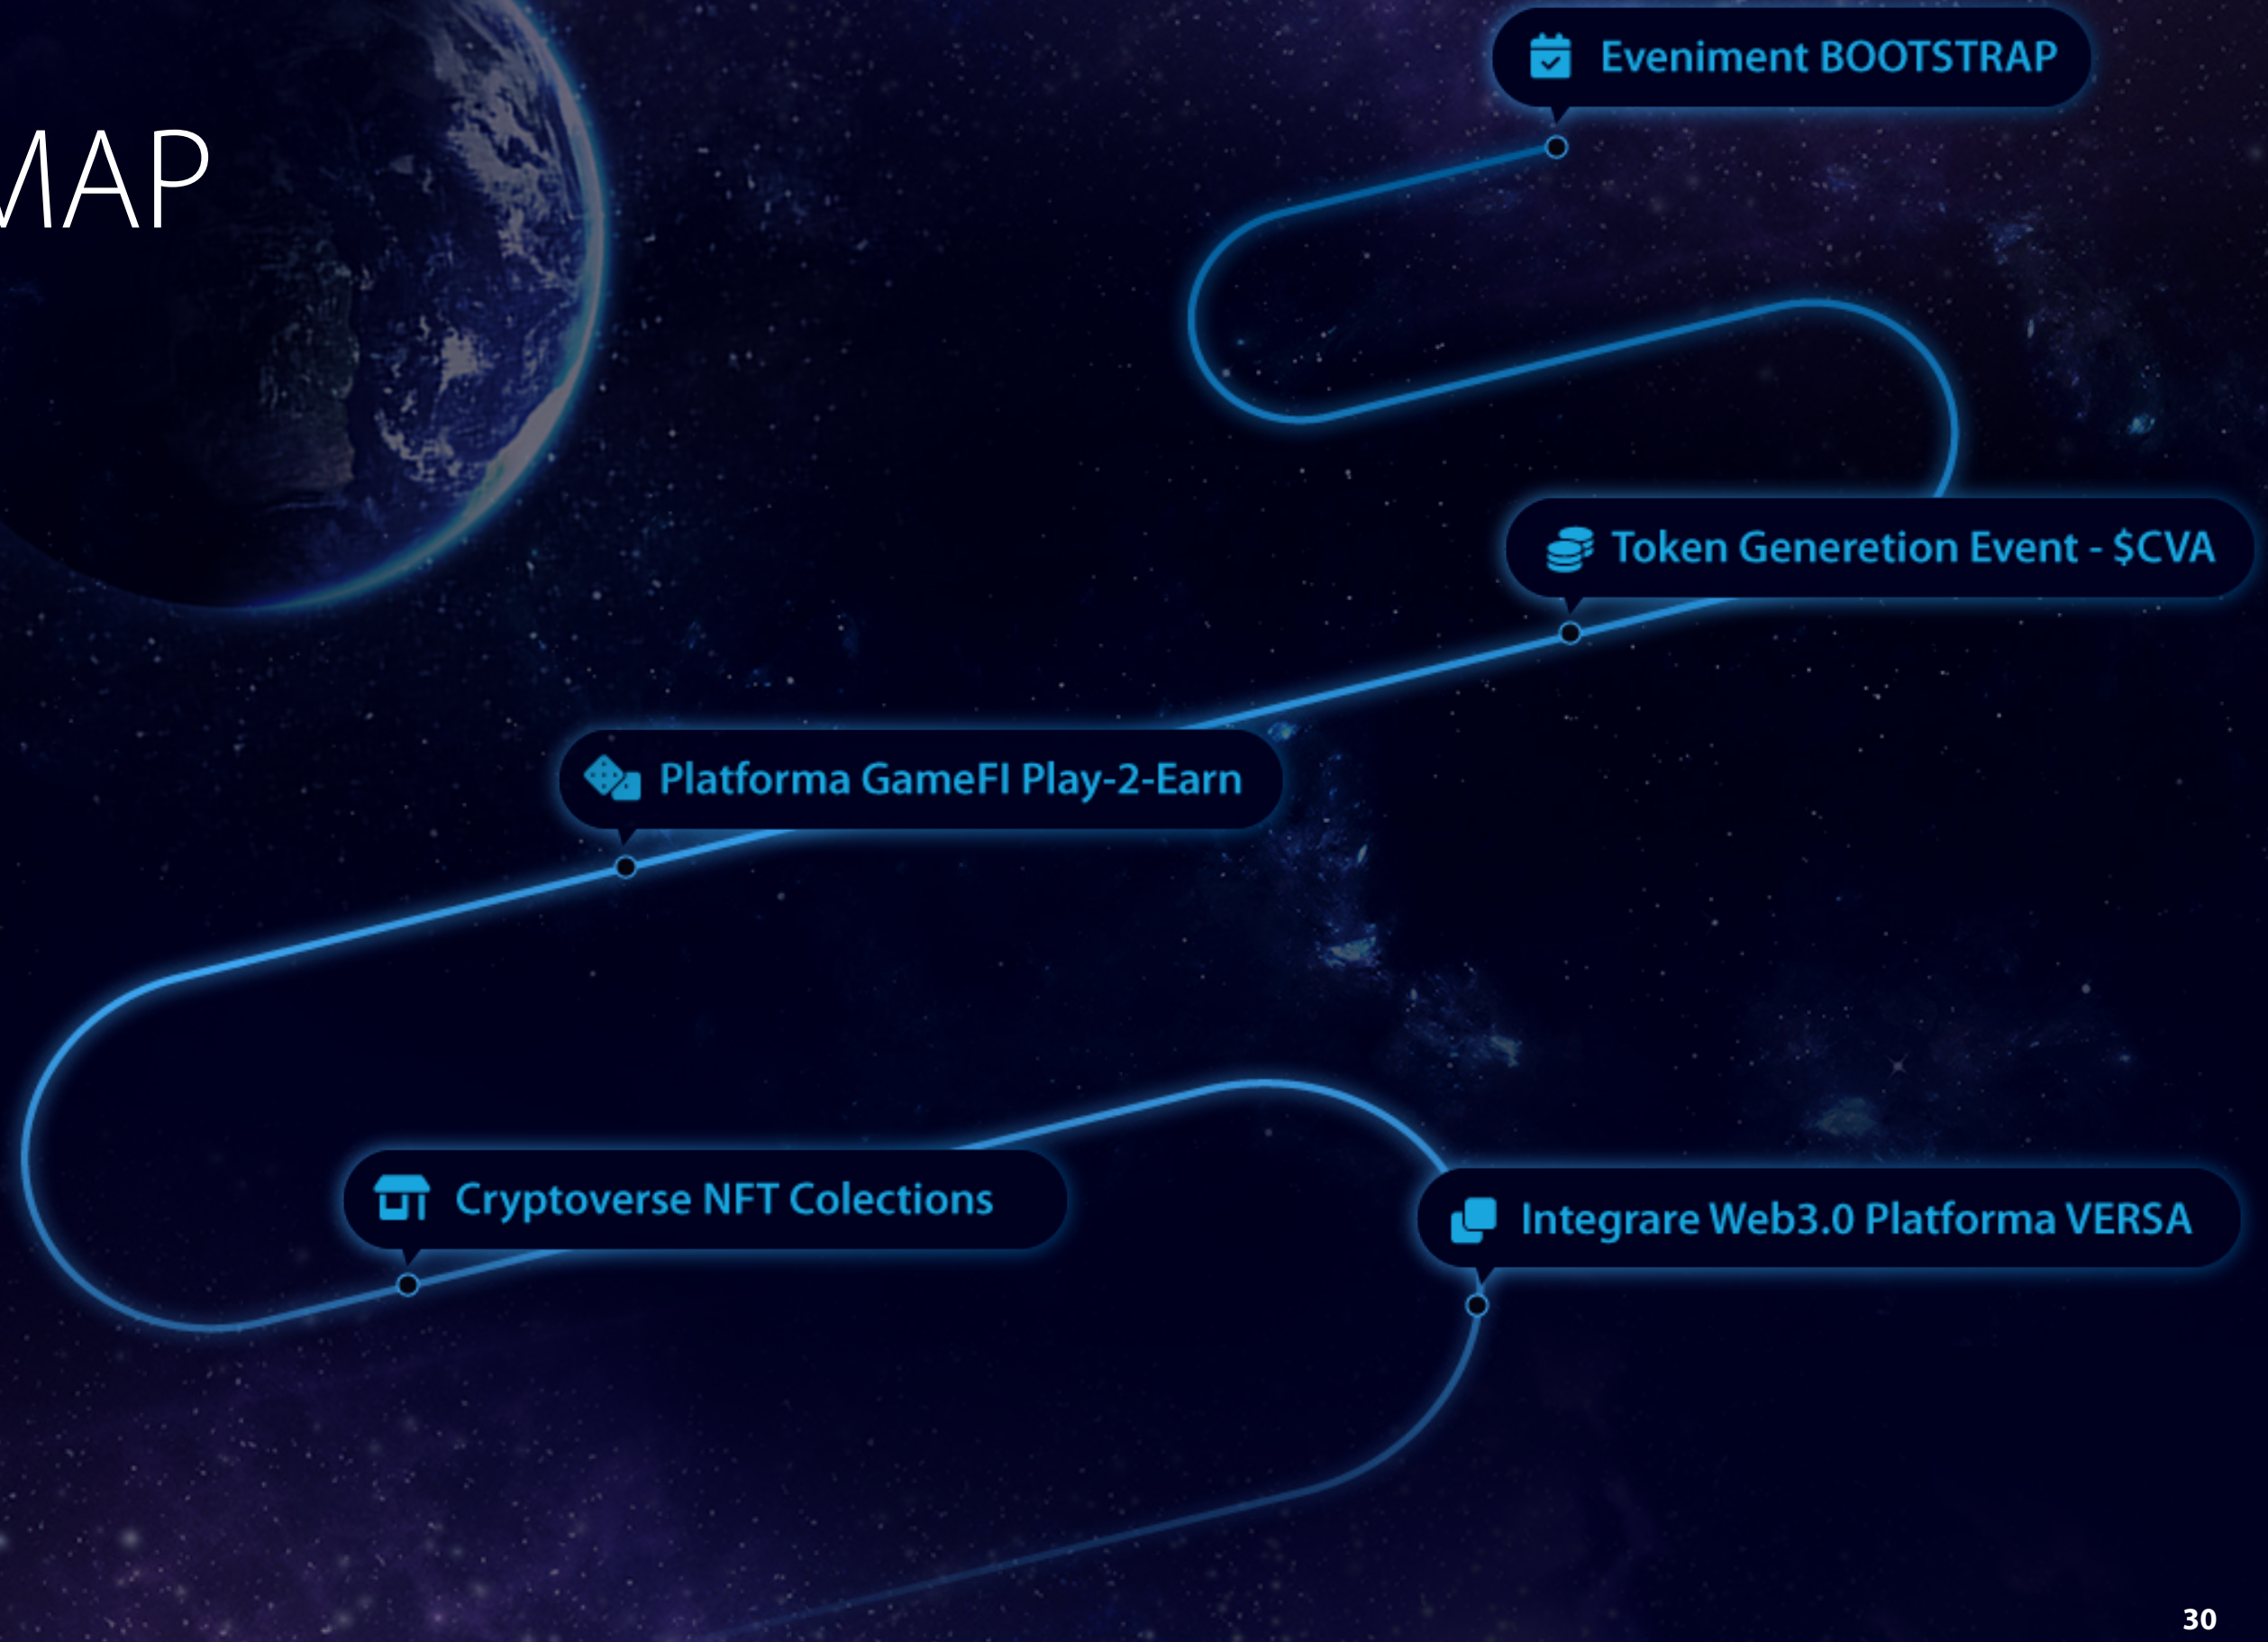 MAP
Eveniment BOOTSTRAP
Token Generetion Event - $CVA
Platforma GameFI Play-2-Earn
Cryptoverse NFT Colections
Integrare Web3.0 Platforma VERSA
30